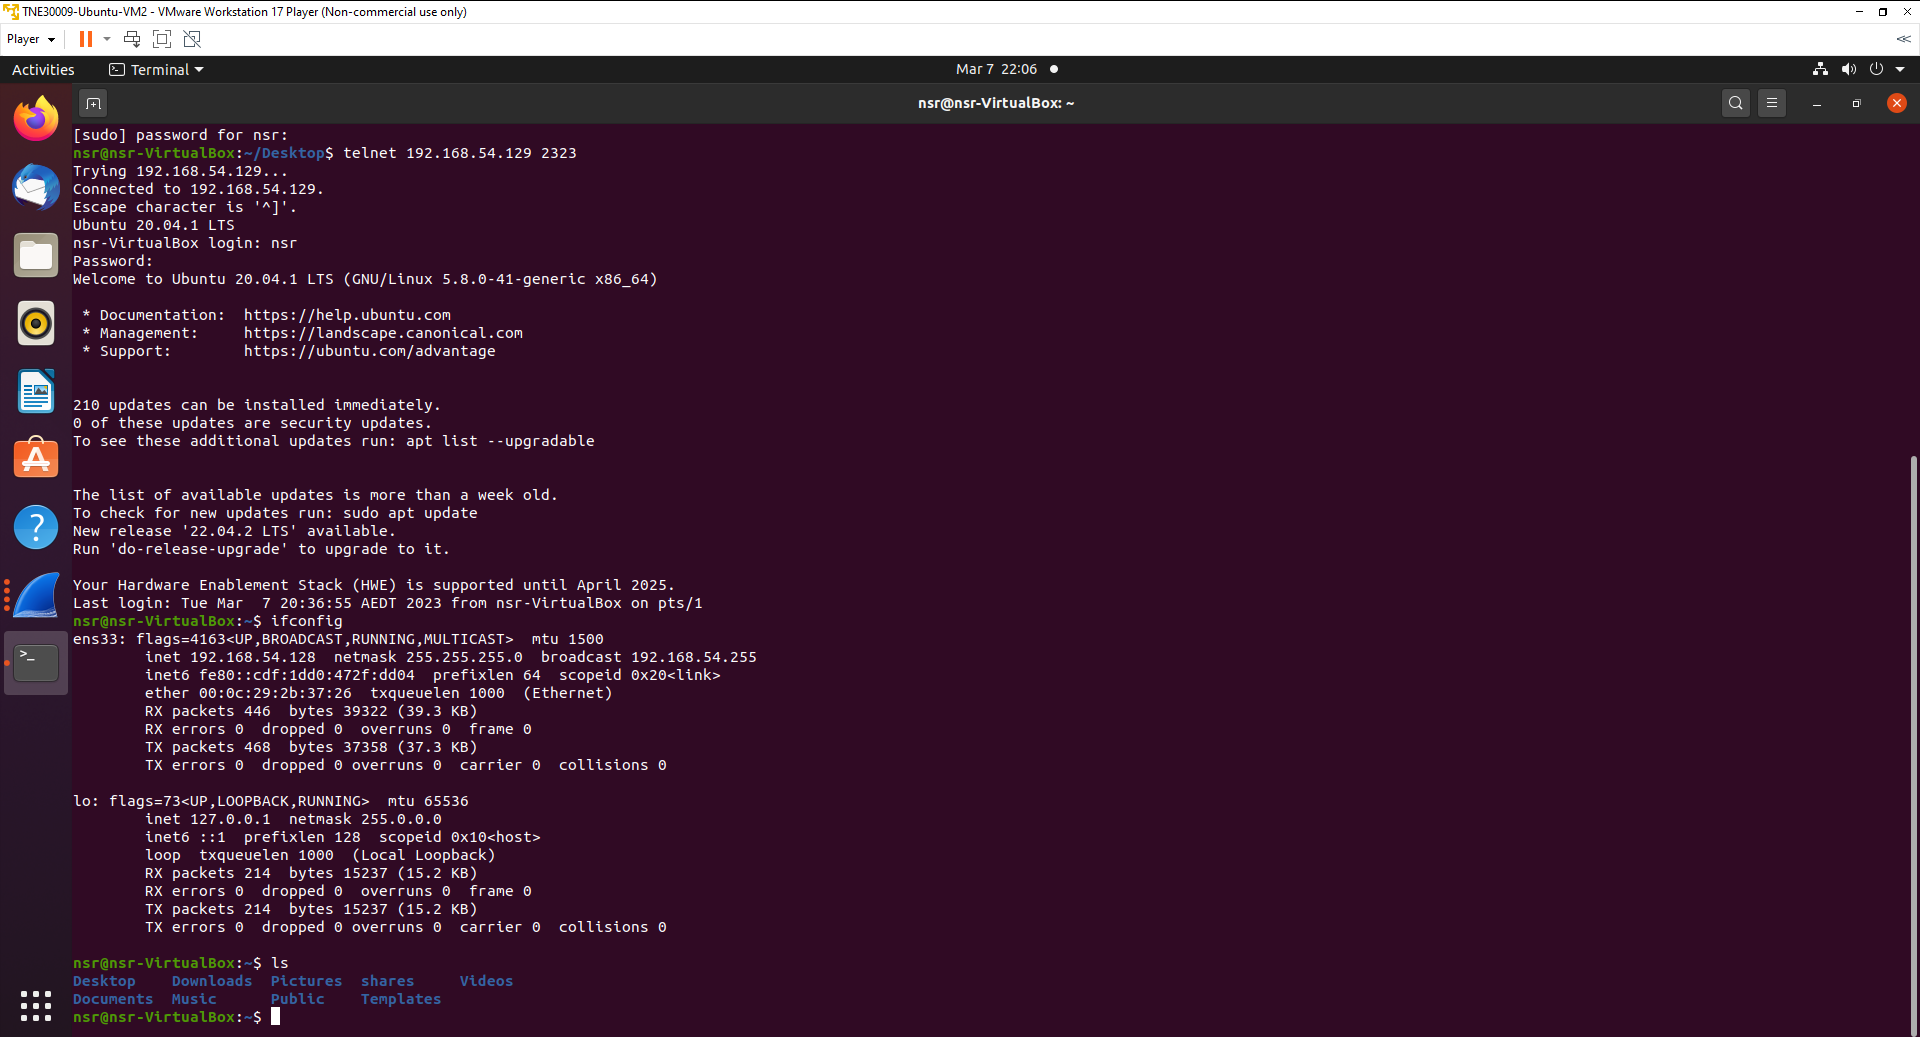 TNE30009-Ubuntu-VM2 - VMware Workstation 17 Player (Non-commercial use only)
Player
Activities Terminal Mar 7 22:06
nsr@nsr-VirtualBox: ~
[sudo] password for nsr:
nsr@nsr-VirtualBox:~/Desktop$ telnet 192.168.54.129 2323
Trying 192.168.54.129...
Connected to 192.168.54.129.
Escape character is '^]'.
Ubuntu 20.04.1 LTS
nsr-VirtualBox login: nsr
Password:
Welcome to Ubuntu 20.04.1 LTS (GNU/Linux 5.8.0-41-generic x86_64)
* Documentation:  https://help.ubuntu.com
* Management:     https://landscape.canonical.com
* Support:        https://ubuntu.com/advantage
210 updates can be installed immediately.
0 of these updates are security updates.
To see these additional updates run: apt list --upgradable
The list of available updates is more than a week old.
To check for new updates run: sudo apt update
New release '22.04.2 LTS' available.
Run 'do-release-upgrade' to upgrade to it.
Your Hardware Enablement Stack (HWE) is supported until April 2025.
Last login: Tue Mar  7 20:36:55 AEDT 2023 from nsr-VirtualBox on pts/1
nsr@nsr-VirtualBox:~$ ifconfig
ens33: flags=4163<UP,BROADCAST,RUNNING,MULTICAST>  mtu 1500
inet 192.168.54.128  netmask 255.255.255.0  broadcast 192.168.54.255
inet6 fe80::cdf:1dd0:472f:dd04  prefixlen 64  scopeid 0x20<link>
ether 00:0c:29:2b:37:26  txqueuelen 1000  (Ethernet)
RX packets 446  bytes 39322 (39.3 KB)
RX errors 0  dropped 0  overruns 0  frame 0
TX packets 468  bytes 37358 (37.3 KB)
TX errors 0  dropped 0 overruns 0  carrier 0  collisions 0
lo: flags=73<UP,LOOPBACK,RUNNING>  mtu 65536
inet 127.0.0.1  netmask 255.0.0.0
inet6 ::1  prefixlen 128  scopeid 0x10<host>
loop  txqueuelen 1000  (Local Loopback)
RX packets 214  bytes 15237 (15.2 KB)
RX errors 0  dropped 0  overruns 0  frame 0
TX packets 214  bytes 15237 (15.2 KB)
TX errors 0  dropped 0 overruns 0  carrier 0  collisions 0
nsr@nsr-VirtualBox:~$ ls
Desktop    Downloads  Pictures  shares     Videos
Documents  Music      Public    Templates
nsr@nsr-VirtualBox:~$